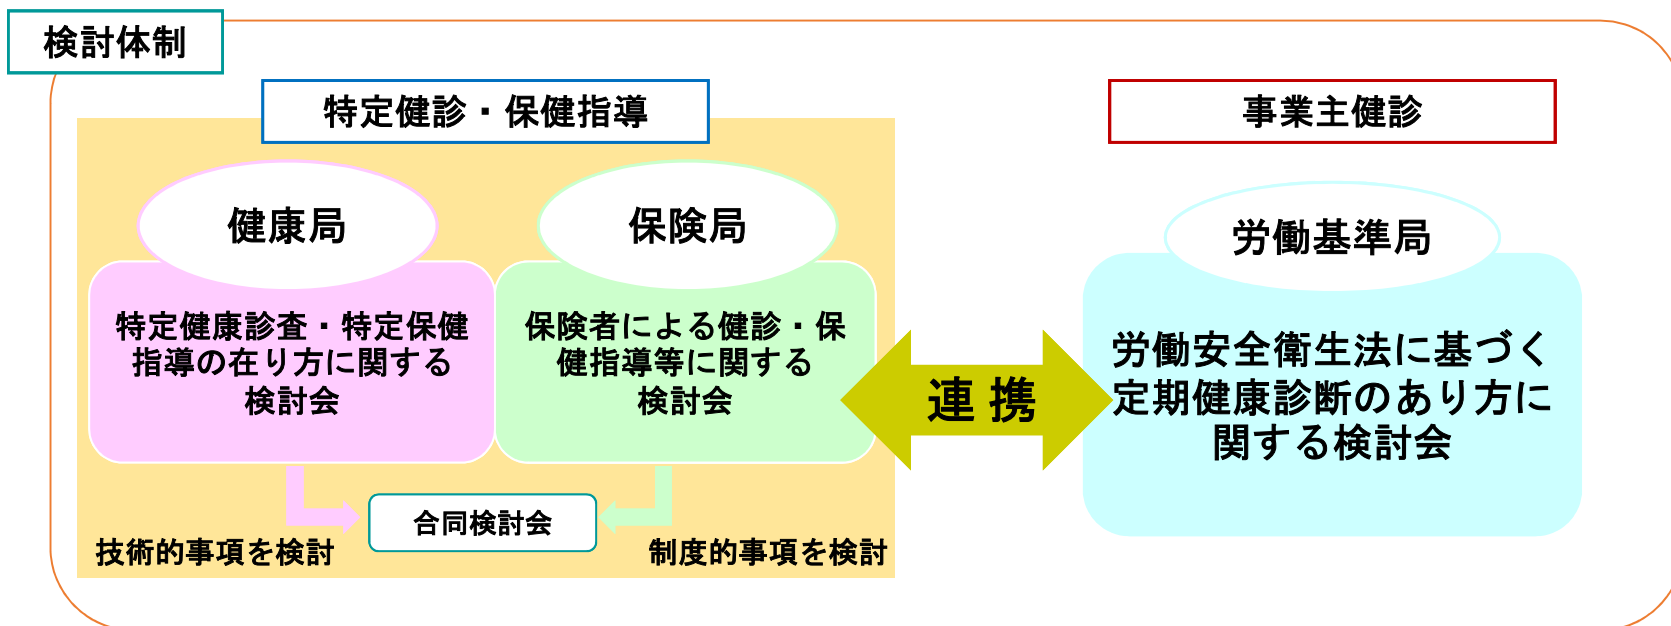 検討体制
特定健診・保健指導
事業主健診
健康局
保険局
労働基準局
特定健康診査・特定保健
指導の在り方に関する
検討会
保険者による健診・保
健指導等に関する
検討会
連 携
労働安全衛生法に基づく
定期健康診断のあり方に
関する検討会
合同検討会
技術的事項を検討
制度的事項を検討